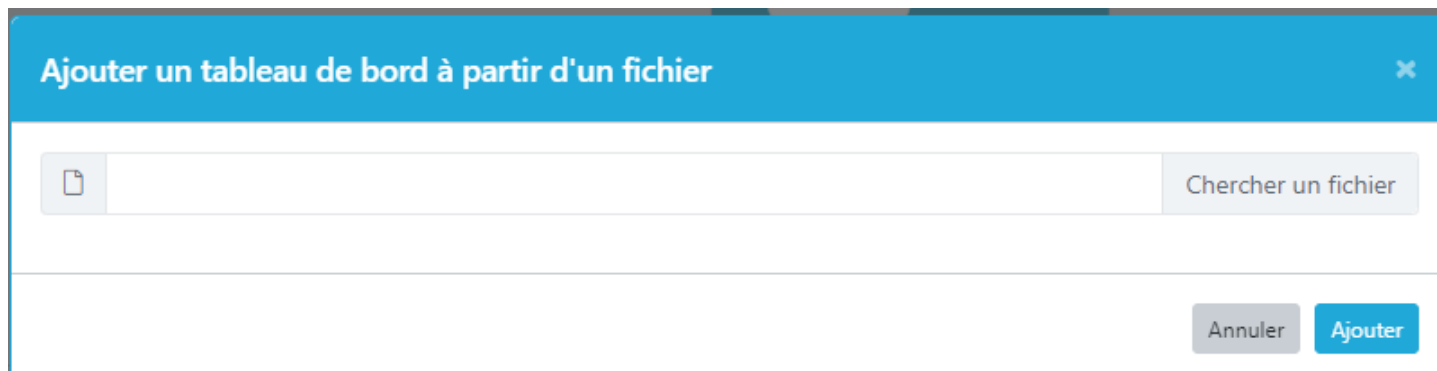 Ajouter un tableau de bord à partir d'un fichier
Chercher un fichier
Annuler Ajouter